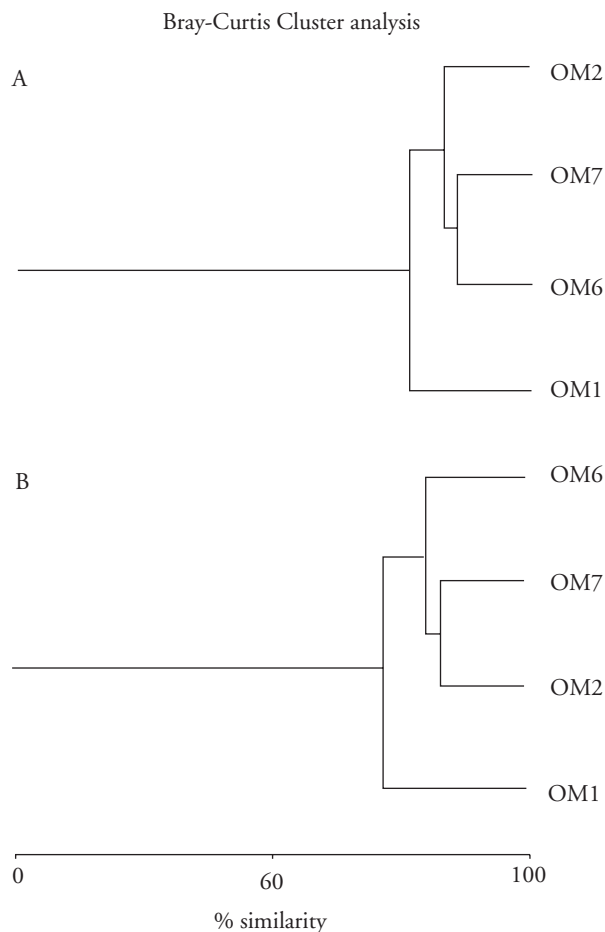 Bray-Curtis Cluster analysis
A
OM2
OM7
OM6
OM1
B
OM6
OM7
OM2
OM1
0 60 100
% similarity